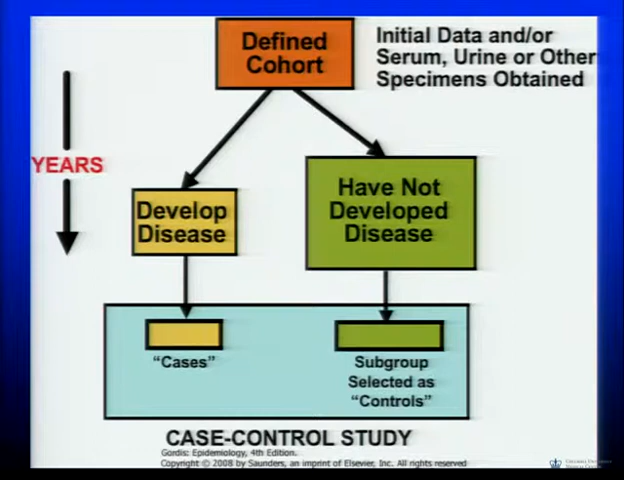 Defined
Cohort
Initial Data and/or
Serum, Urine or Other
Specimens Obtained
YEARS
Develop
Disease
Have Not
Developed
Disease
“Cases”
Subgroup
Selected as
“Controls”
CASE-CONTROL STUDY
Gordis: Epidemiology, 4th Edition.
Copyright © 2008 by Saunders, an imprint of Elsevier, Inc. All rights reserved